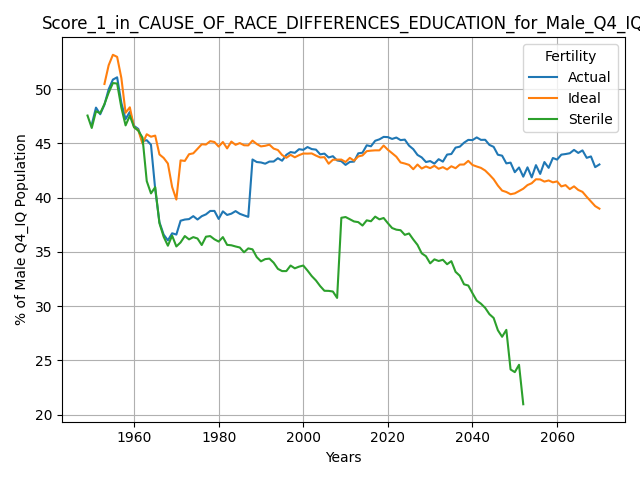 Score_1_in_CAUSE_OF_RACE_DIFFERENCES_EDUCATION_for_Male_Q4_IQ
Fertility
Actual
Ideal
Sterile
% of Male Q4_IQ Population
50
45
40
35
30
25
20
1960 1980 2000 2020 2040 2060
Years